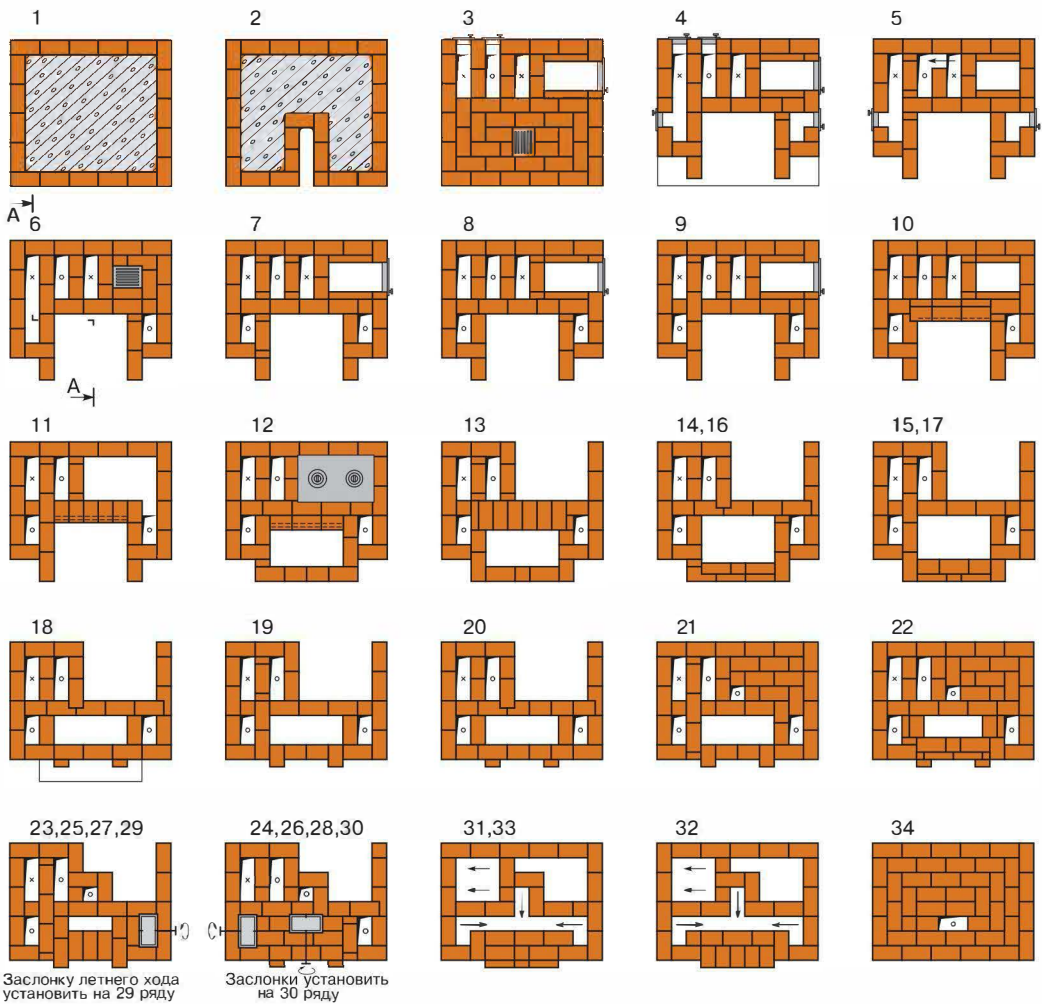 1 2 3 4 5
A
6 7 8 9 10
A
11 12 13 14,16 15,17
18 19 20 21 22
23,25,27,29 24,26,28,30 31,33 32 34
Заслонку летнего хода
установить на 29 ряду
Заслонки установить
на 30 ряду